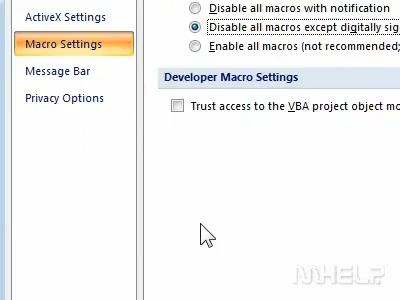 ActiveX Settings
Macro Settings
Message Bar
Privacy Options
Disable all macros with notification
Disable all macros except digitally sig
Enable all macros (not recommended;
Developer Macro Settings
Trust access to the VBA project object mo
MHELP